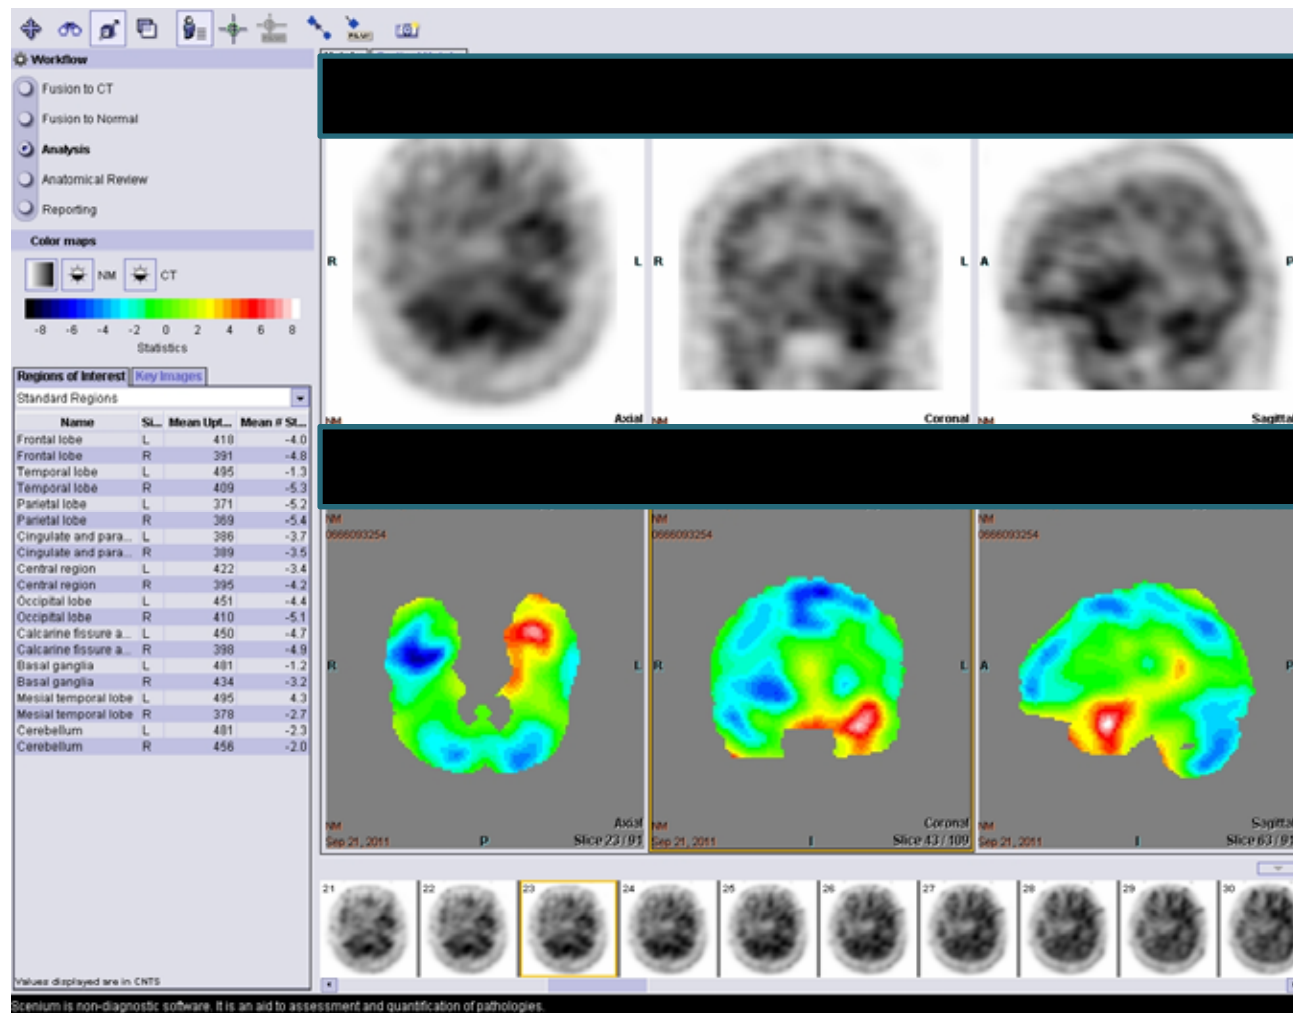 Workflow
Fusion to CT
Fusion to Normal
Analysis
Anatomical Review
Reporting
Color maps
NM CT
-8 -6 -4 -2 0 2 4 6 8
Statistics
Regions of Interest Key Images
Standard Regions
Name Si... Mean Upt... Mean # St...
Frontal lobe L 418 -4.0
Frontal lobe R 391 -4.8
Temporal lobe L 495 -1.3
Temporal lobe R 409 -5.3
Parietal lobe L 371 -5.2
Parietal lobe R 369 -5.4
Cingulate and para... L 386 -3.7
Cingulate and para... R 389 -3.5
Central region L 422 -3.4
Central region R 395 -4.2
Occipital lobe L 451 -4.4
Occipital lobe R 410 -5.1
Calcarine fissure a... L 450 -4.7
Calcarine fissure a... R 398 -4.9
Basal ganglia L 481 -1.2
Basal ganglia R 434 -3.2
Mesial temporal lobe L 495 4.3
Mesial temporal lobe R 378 -2.7
Cerebellum L 481 -2.3
Cerebellum R 456 -2.0
Values displayed are in CNTS
R L R L A P
NM Axial NM Coronal NM Sagittal
NM NM NM
0666093254 0666093254 0666093254
R L R L A P
NM Axial NM Coronal NM Sagittal
Sep 21, 2011 P Slice 23 / 91 Sep 21, 2011 I Slice 43 / 109 Sep 21, 2011 I Slice 63 / 91
21 22 23 24 25 26 27 28 29 30
Scenium is non-diagnostic software. It is an aid to assessment and quantification of pathologies.